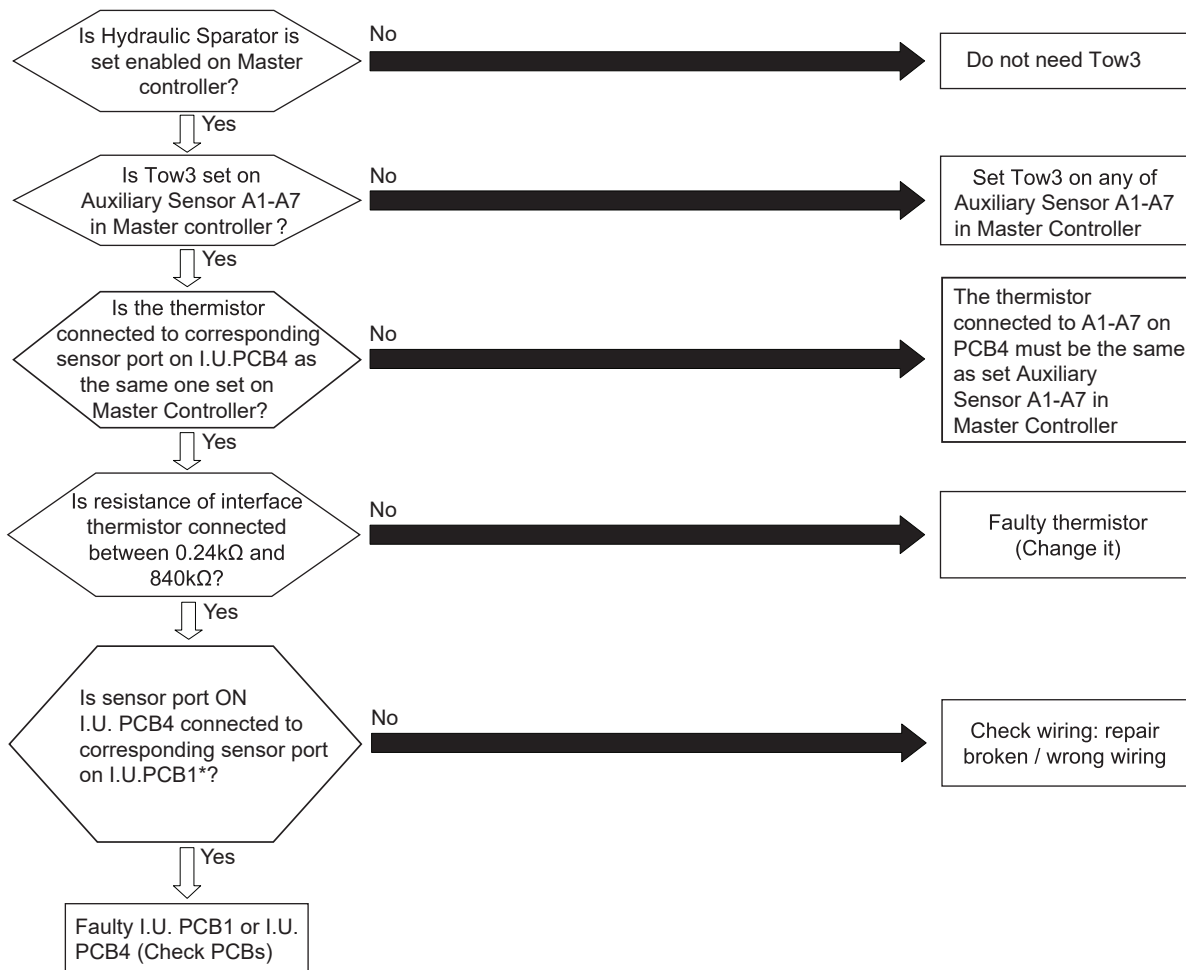 Is Hydraulic Sparator is
set enabled on Master
controller?
No
Do not need Tow3
Yes
Is Tow3 set on
Auxiliary Sensor A1-A7
in Master controller ?
No
Set Tow3 on any of
Auxiliary Sensor A1-A7
in Master Controller
Yes
Is the thermistor
connected to corresponding
sensor port on I.U.PCB4 as
the same one set on
Master Controller?
No
The thermistor
connected to A1-A7 on
PCB4 must be the same
as set Auxiliary
Sensor A1-A7 in
Master Controller
Yes
Is resistance of interface
thermistor connected
between 0.24kΩ and
840kΩ?
No
Faulty thermistor
(Change it)
Yes
Is sensor port ON
I.U. PCB4 connected to
corresponding sensor port
on I.U.PCB1*?
No
Check wiring: repair
broken / wrong wiring
Yes
Faulty I.U. PCB1 or I.U.
PCB4 (Check PCBs)